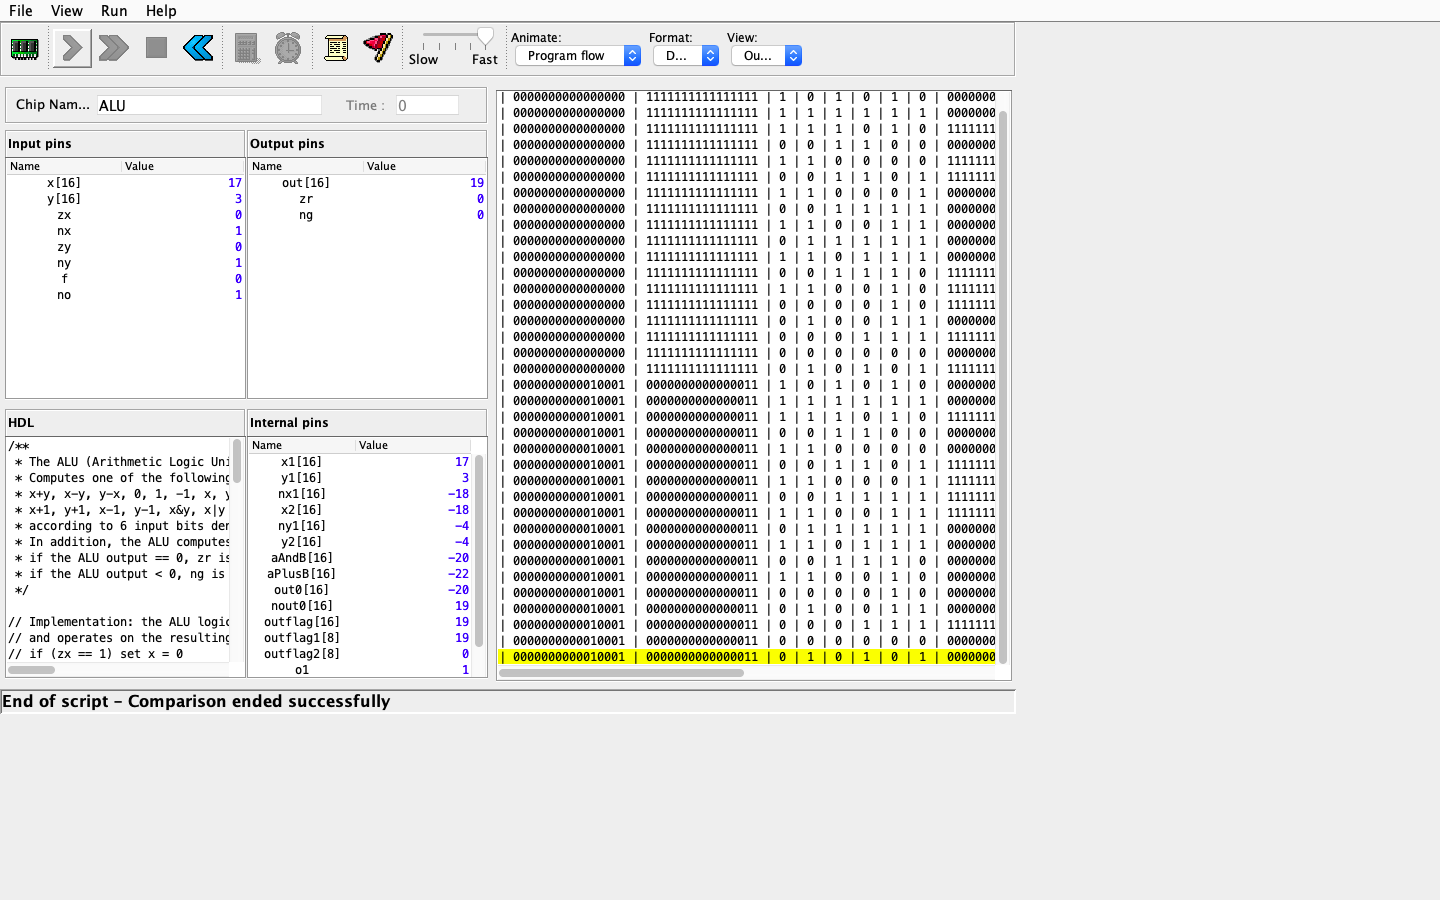 File View Run Help
Slow Fast
Animate: Format: View:
Program flow D... Ou...
Chip Nam... ALU Time : 0
Input pins
Name Value
x[16] 17
y[16] 3
zx 0
nx 1
zy 0
ny 1
f 0
no 1
Output pins
Name Value
out[16] 19
zr 0
ng 0
HDL
/**
* The ALU (Arithmetic Logic Uni
* Computes one of the following
* x+y, x-y, y-x, 0, 1, -1, x, y
* x+1, y+1, x-1, y-1, x&y, x|y
* according to 6 input bits den
* In addition, the ALU computes
* if the ALU output == 0, zr is
* if the ALU output < 0, ng is
*/
// Implementation: the ALU logic
// and operates on the resulting
// if (zx == 1) set x = 0
Internal pins
Name Value
x1[16] 17
y1[16] 3
nx1[16] -18
x2[16] -18
ny1[16] -4
y2[16] -4
aAndB[16] -20
aPlusB[16] -22
out0[16] -20
nout0[16] 19
outflag[16] 19
outflag1[8] 19
outflag2[8] 0
o1 1
| 0000000000000000 | 1111111111111111 | 1 | 0 | 1 | 0 | 1 | 0 | 0000000
| 0000000000000000 | 1111111111111111 | 1 | 1 | 1 | 1 | 1 | 1 | 0000000
| 0000000000000000 | 1111111111111111 | 1 | 1 | 1 | 0 | 1 | 0 | 1111111
| 0000000000000000 | 1111111111111111 | 0 | 0 | 1 | 1 | 0 | 0 | 0000000
| 0000000000000000 | 1111111111111111 | 1 | 1 | 0 | 0 | 0 | 0 | 1111111
| 0000000000000000 | 1111111111111111 | 0 | 0 | 1 | 1 | 0 | 1 | 1111111
| 0000000000000000 | 1111111111111111 | 1 | 1 | 0 | 0 | 0 | 1 | 0000000
| 0000000000000000 | 1111111111111111 | 0 | 0 | 1 | 1 | 1 | 1 | 0000000
| 0000000000000000 | 1111111111111111 | 1 | 1 | 0 | 0 | 1 | 1 | 0000000
| 0000000000000000 | 1111111111111111 | 0 | 1 | 1 | 1 | 1 | 1 | 0000000
| 0000000000000000 | 1111111111111111 | 1 | 1 | 0 | 1 | 1 | 1 | 0000000
| 0000000000000000 | 1111111111111111 | 0 | 0 | 1 | 1 | 1 | 0 | 1111111
| 0000000000000000 | 1111111111111111 | 1 | 1 | 0 | 0 | 1 | 0 | 1111111
| 0000000000000000 | 1111111111111111 | 0 | 0 | 0 | 0 | 1 | 0 | 1111111
| 0000000000000000 | 1111111111111111 | 0 | 1 | 0 | 0 | 1 | 1 | 0000000
| 0000000000000000 | 1111111111111111 | 0 | 0 | 0 | 1 | 1 | 1 | 1111111
| 0000000000000000 | 1111111111111111 | 0 | 0 | 0 | 0 | 0 | 0 | 0000000
| 0000000000000000 | 1111111111111111 | 0 | 1 | 0 | 1 | 0 | 1 | 1111111
| 0000000000010001 | 0000000000000011 | 1 | 0 | 1 | 0 | 1 | 0 | 0000000
| 0000000000010001 | 0000000000000011 | 1 | 1 | 1 | 1 | 1 | 1 | 0000000
| 0000000000010001 | 0000000000000011 | 1 | 1 | 1 | 0 | 1 | 0 | 1111111
| 0000000000010001 | 0000000000000011 | 0 | 0 | 1 | 1 | 0 | 0 | 0000000
| 0000000000010001 | 0000000000000011 | 1 | 1 | 0 | 0 | 0 | 0 | 0000000
| 0000000000010001 | 0000000000000011 | 0 | 0 | 1 | 1 | 0 | 1 | 1111111
| 0000000000010001 | 0000000000000011 | 1 | 1 | 0 | 0 | 0 | 1 | 1111111
| 0000000000010001 | 0000000000000011 | 0 | 0 | 1 | 1 | 1 | 1 | 1111111
| 0000000000010001 | 0000000000000011 | 1 | 1 | 0 | 0 | 1 | 1 | 1111111
| 0000000000010001 | 0000000000000011 | 0 | 1 | 1 | 1 | 1 | 1 | 0000000
| 0000000000010001 | 0000000000000011 | 1 | 1 | 0 | 1 | 1 | 1 | 0000000
| 0000000000010001 | 0000000000000011 | 0 | 0 | 1 | 1 | 1 | 0 | 0000000
| 0000000000010001 | 0000000000000011 | 1 | 1 | 0 | 0 | 1 | 0 | 0000000
| 0000000000010001 | 0000000000000011 | 0 | 0 | 0 | 0 | 1 | 0 | 0000000
| 0000000000010001 | 0000000000000011 | 0 | 1 | 0 | 0 | 1 | 1 | 0000000
| 0000000000010001 | 0000000000000011 | 0 | 0 | 0 | 1 | 1 | 1 | 1111111
| 0000000000010001 | 0000000000000011 | 0 | 0 | 0 | 0 | 0 | 0 | 0000000
| 0000000000010001 | 0000000000000011 | 0 | 1 | 0 | 1 | 0 | 1 | 0000000
End of script - Comparison ended successfully